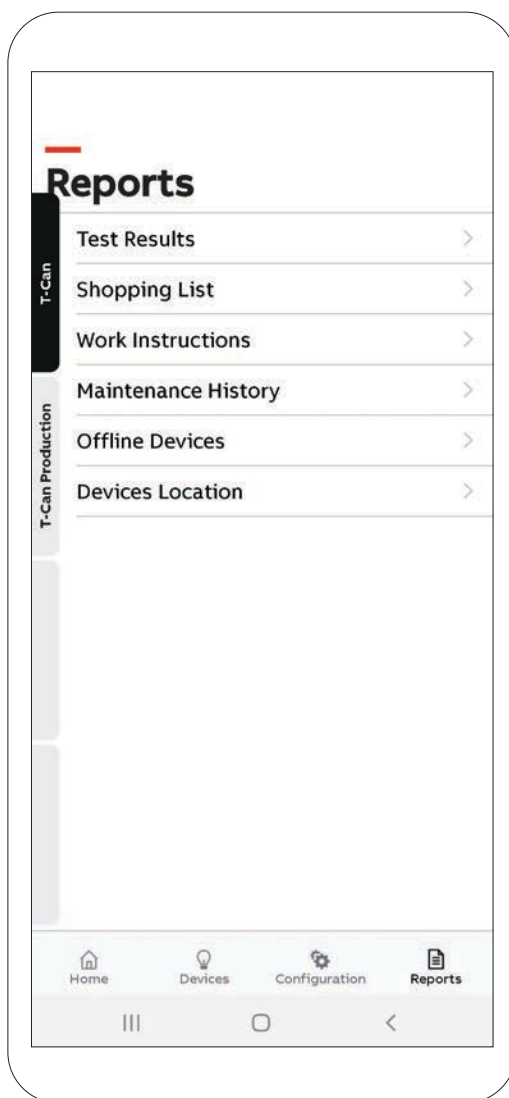 Reports
T-Can
T-Can Production
Test Results
Shopping List
Work Instructions
Maintenance History
Offline Devices
Devices Location
Home
Devices
Configuration
Reports